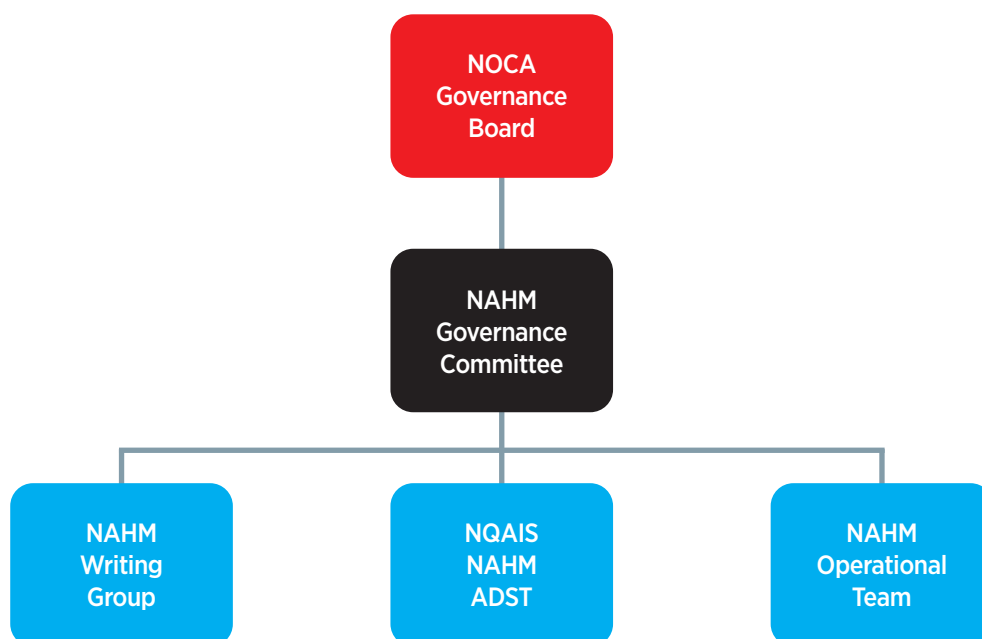 NOCA
Governance
Board
NAHM
Governance
Committee
NAHM
Writing
Group
NQAIS
NAHM
ADST
NAHM
Operational
Team